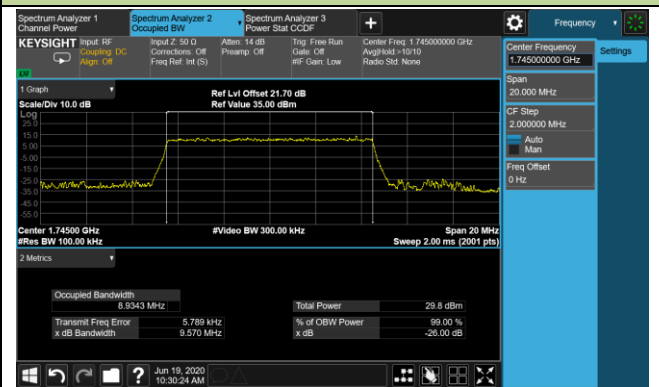 Spectrum Analyzer 1
Channel Power
Spectrum Analyzer 2
Occupied BW
Spectrum Analyzer 3
Power Stat CCDF
Frequency
KEYSIGHT
Input: RF
Coupling: DC
Align: Off
Input Z: 50 Ω
Corrections: Off
Freq Ref: Int (S)
Atten: 14 dB
Preamp: Off
Trig: Free Run
Gate: Off
#IF Gain: Low
Center Freq: 1.745000000 GHz
Avg|Hold:>10/10
Radio Std: None
Center Frequency
1.745000000 GHz
Settings
Span
20.000 MHz
CF Step
2.000000 MHz
Auto
Man
Freq Offset
0 Hz
1 Graph
Scale/Div 10.0 dB
Ref Lvl Offset 21.70 dB
Ref Value 35.00 dBm
Log
25.0
15.0
5.00
-5.00
-15.0
-25.0
-35.0
-45.0
-55.0
Center 1.74500 GHz
#Res BW 100.00 kHz
#Video BW 300.00 kHz
Span 20 MHz
Sweep 2.00 ms (2001 pts)
2 Metrics
Occupied Bandwidth
8.9343 MHz
Total Power 29.8 dBm
Transmit Freq Error 5.789 kHz
% of OBW Power 99.00 %
x dB Bandwidth 9.570 MHz
x dB -26.00 dB
Jun 19, 2020
10:30:24 AM